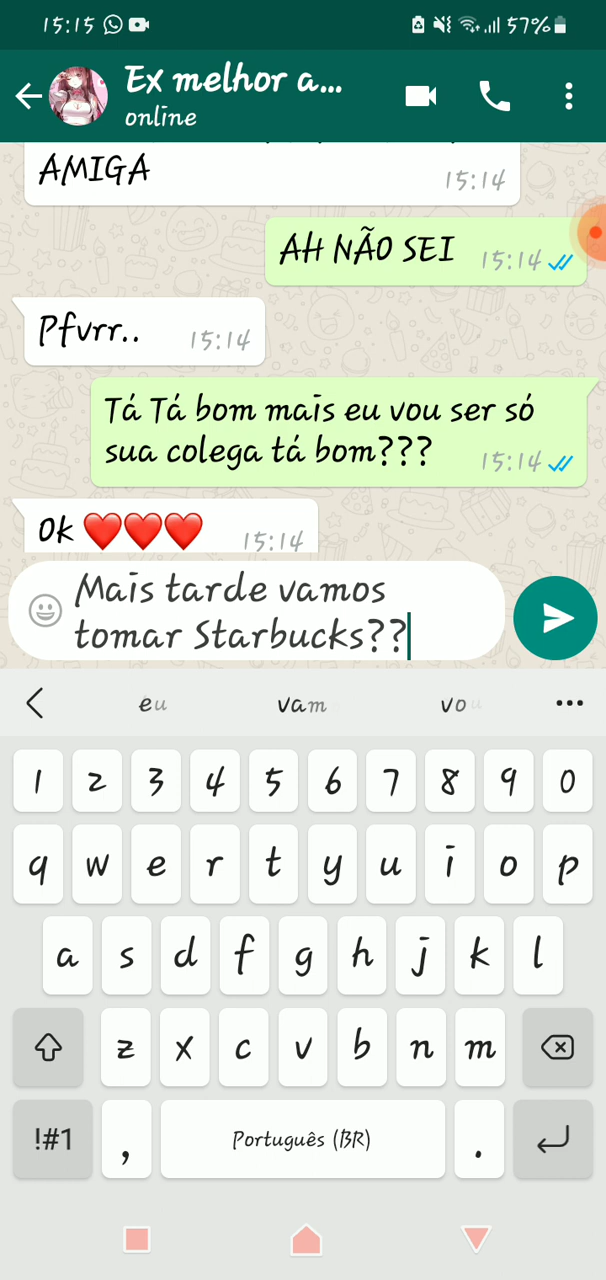 15:15 57%
Ex melhor a...
online
AMIGA
15:14
AH NÃO SEI 15:14
Pfvrr.. 15:14
Tá Tá bom mais eu vou ser só
sua colega tá bom??? 15:14
Ok ❤️❤️❤️ 15:14
Mais tarde vamos
tomar Starbucks??
eu vam vou
1 2 3 4 5 6 7 8 9 0
q w e r t y u i o p
a s d f g h j k l
z x c v b n m
!#1 , Português (BR) .